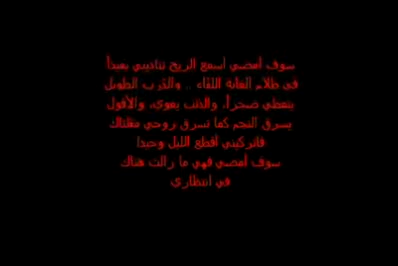 سوف أمضي أسمع الريح تناديني بعيداً
في ظلام الغابة اللفاء .. والدرب الطويل
يتمطى ضجراً، والذئب يعوي، والأفول
يسرق النجم كما تسرق روحي مقلتاك
فاتركيني أقطع الليل وحيدا
سوف أمضي فهي ما زالت هناك
في انتظاري